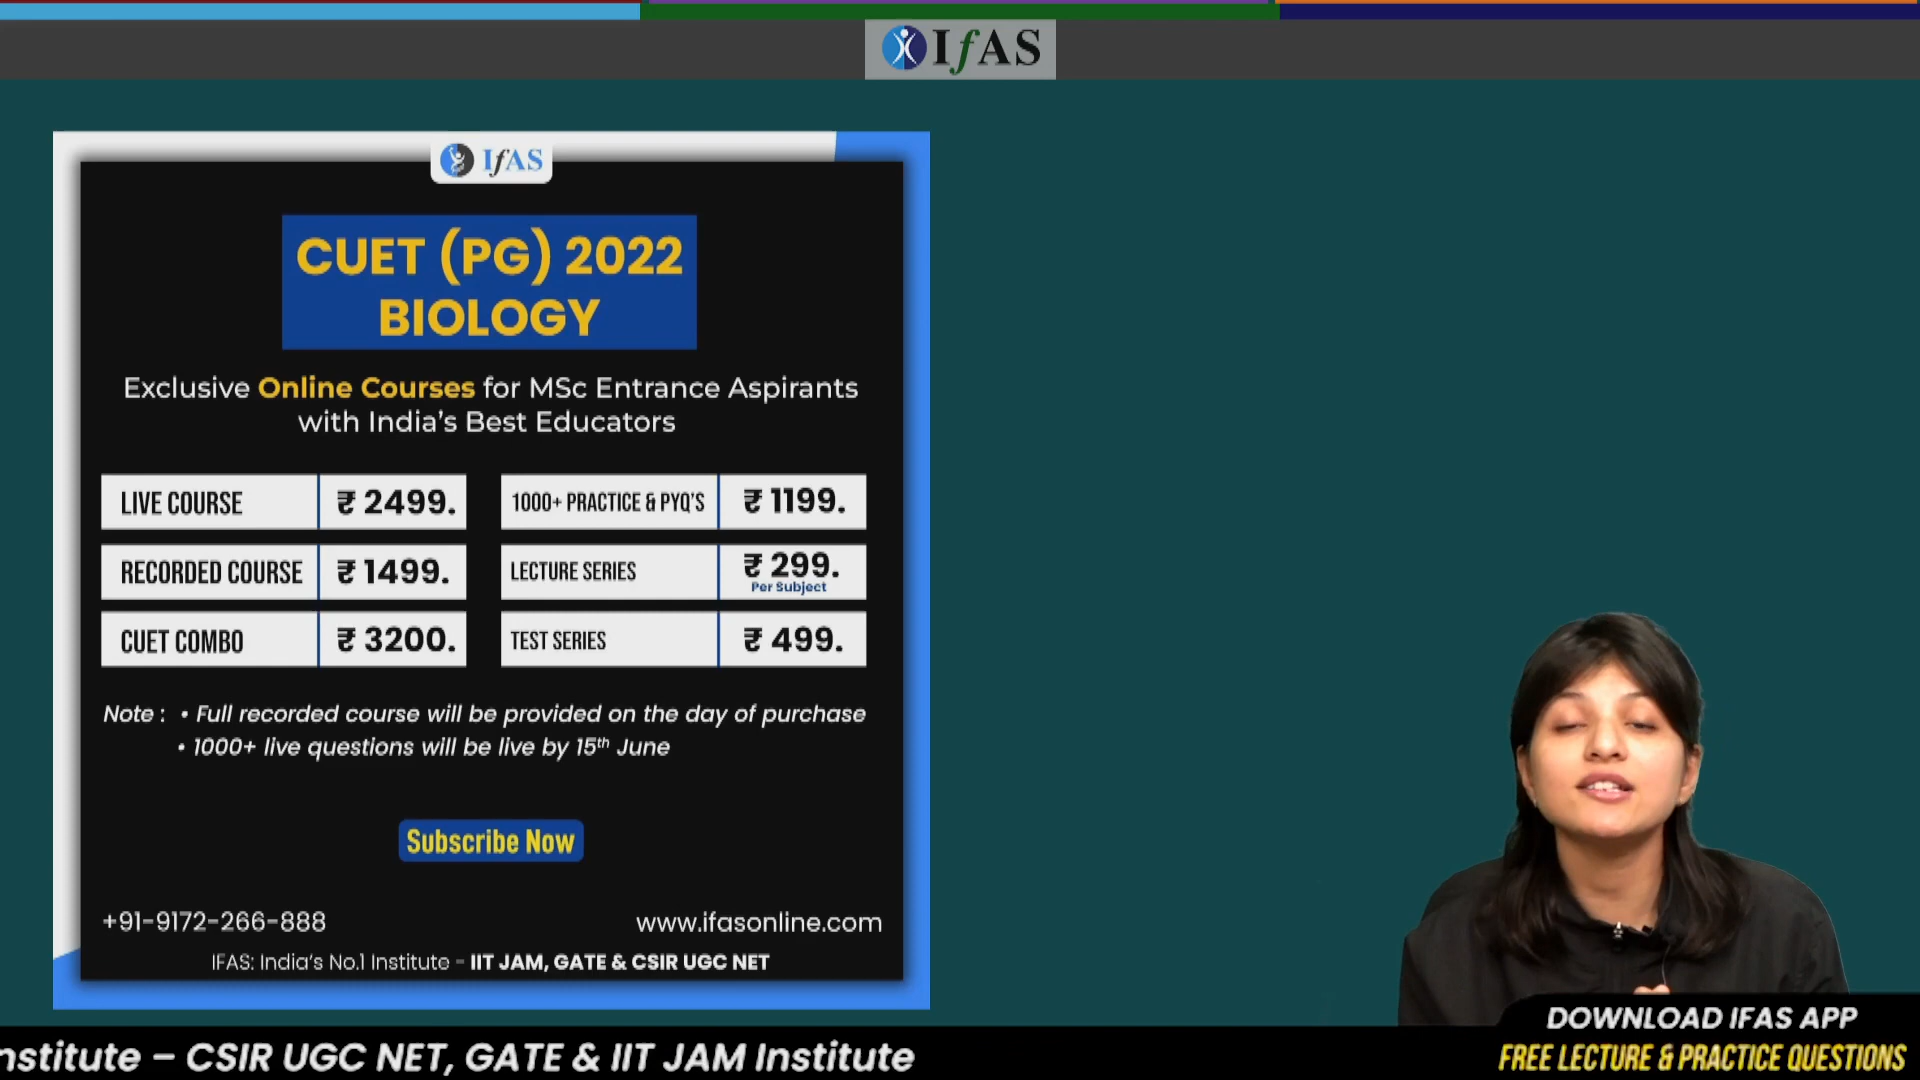 IfAS
IfAS
CUET (PG) 2022
BIOLOGY
Exclusive Online Courses for MSc Entrance Aspirants
with India's Best Educators
LIVE COURSE ₹ 2499.
1000+ PRACTICE & PYQ'S ₹ 1199.
RECORDED COURSE ₹ 1499.
LECTURE SERIES ₹ 299.
Per Subject
CUET COMBO ₹ 3200.
TEST SERIES ₹ 499.
Note : • Full recorded course will be provided on the day of purchase
• 1000+ live questions will be live by 15th June
Subscribe Now
+91-9172-266-888
www.ifasonline.com
IFAS: India's No.1 Institute - IIT JAM, GATE & CSIR UGC NET
DOWNLOAD IFAS APP
FREE LECTURE & PRACTICE QUESTIONS
nstitute – CSIR UGC NET, GATE & IIT JAM Institute